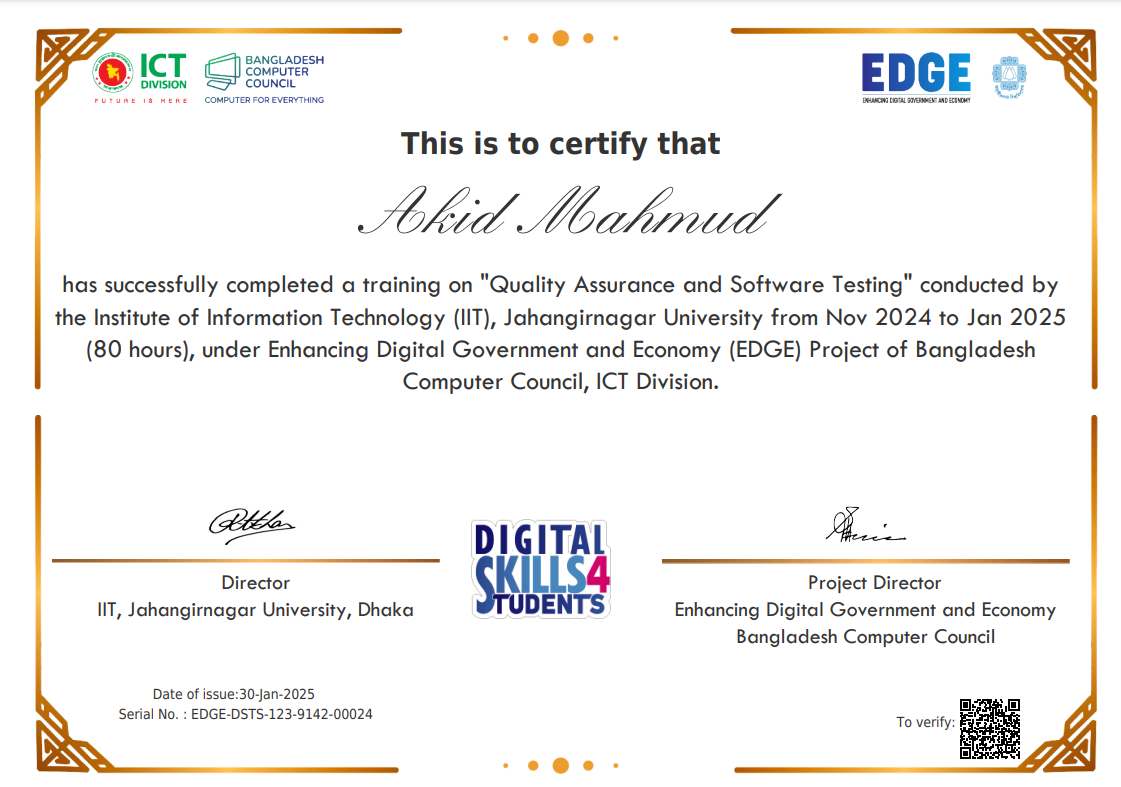 ICT
DIVISION
FUTURE IS HERE
BANGLADESH
COMPUTER
COUNCIL
COMPUTER FOR EVERYTHING
EDGE
ENHANCING DIGITAL GOVERNMENT AND ECONOMY
This is to certify that
Akid Mahmud
has successfully completed a training on "Quality Assurance and Software Testing" conducted by
the Institute of Information Technology (IIT), Jahangirnagar University from Nov 2024 to Jan 2025
(80 hours), under Enhancing Digital Government and Economy (EDGE) Project of Bangladesh
Computer Council, ICT Division.
DIGITAL
SKILLS4
STUDENTS
Director
IIT, Jahangirnagar University, Dhaka
Project Director
Enhancing Digital Government and Economy
Bangladesh Computer Council
Date of issue:30-Jan-2025
Serial No. : EDGE-DSTS-123-9142-00024
To verify: